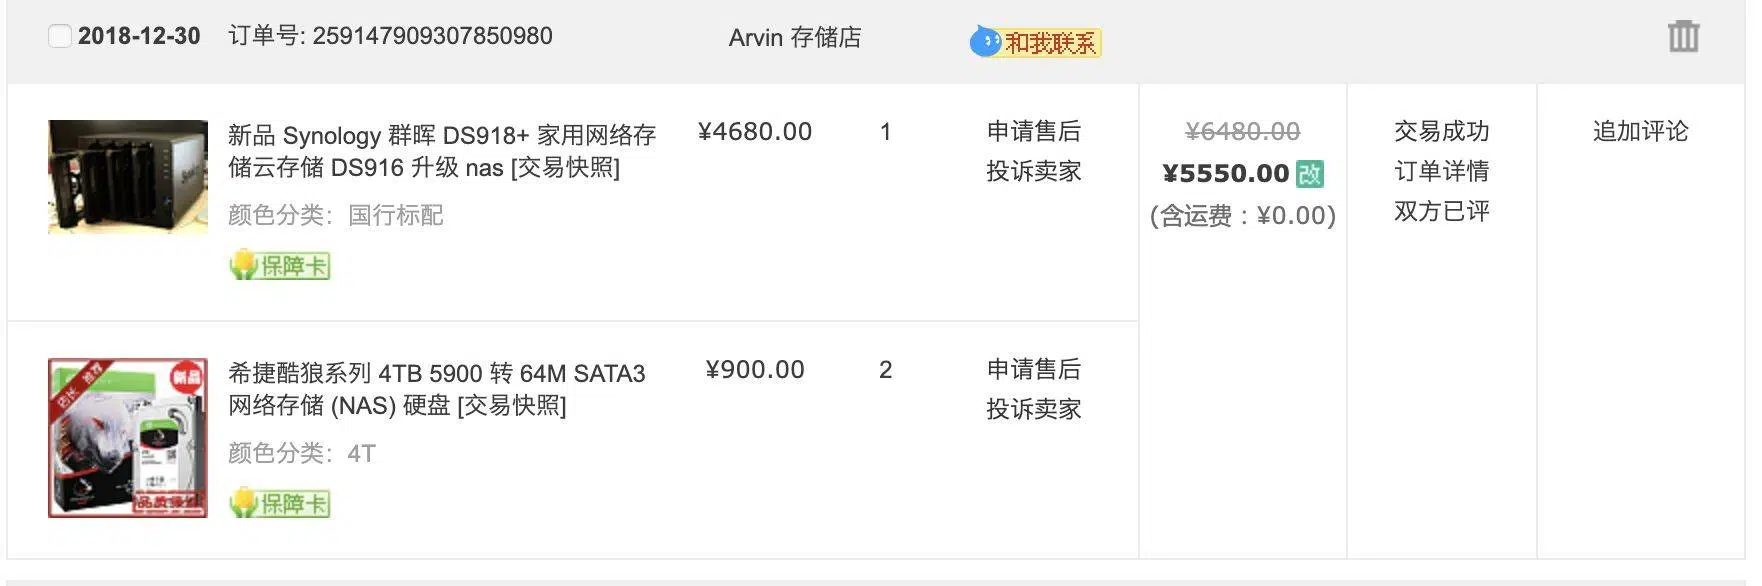 2018-12-30 订单号: 259147909307850980 Arvin 存储店 和我联系
新品 Synology 群晖 DS918+ 家用网络存 ¥4680.00 1 申请售后 ¥6480.00 交易成功 追加评论
储云存储 DS916 升级 nas [交易快照] 投诉卖家 ¥5550.00 改 订单详情
颜色分类: 国行标配 (含运费:¥0.00) 双方已评
保障卡
希捷酷狼系列 4TB 5900 转 64M SATA3 ¥900.00 2 申请售后
网络存储 (NAS) 硬盘 [交易快照] 投诉卖家
颜色分类: 4T
保障卡
店长推荐
新品